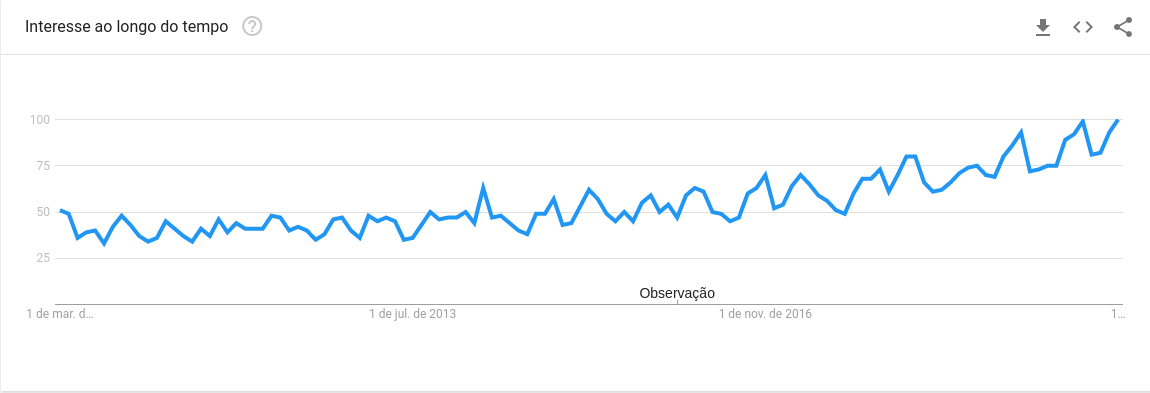 Interesse ao longo do tempo ?
100
75
50
25
Observação
1 de mar. d... 1 de jul. de 2013 1 de nov. de 2016 1...